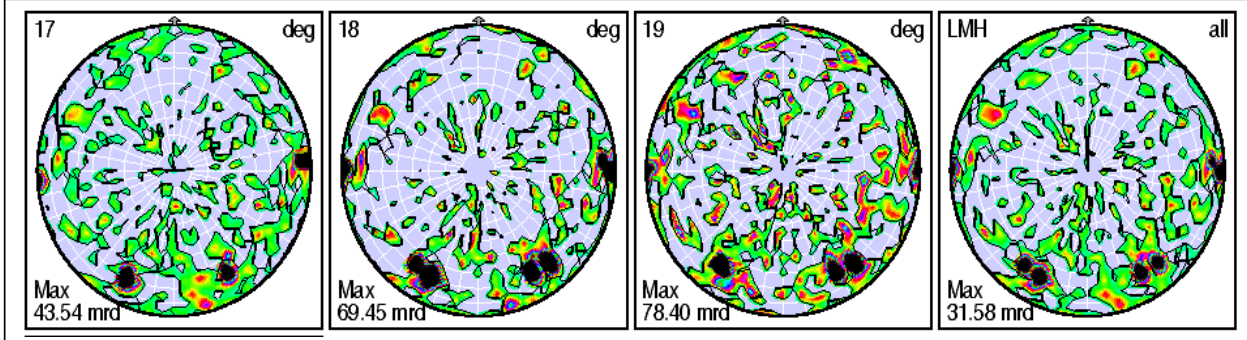 17 deg
Max
43.54 mrd
18 deg
Max
69.45 mrd
19 deg
Max
78.40 mrd
LMH all
Max
31.58 mrd